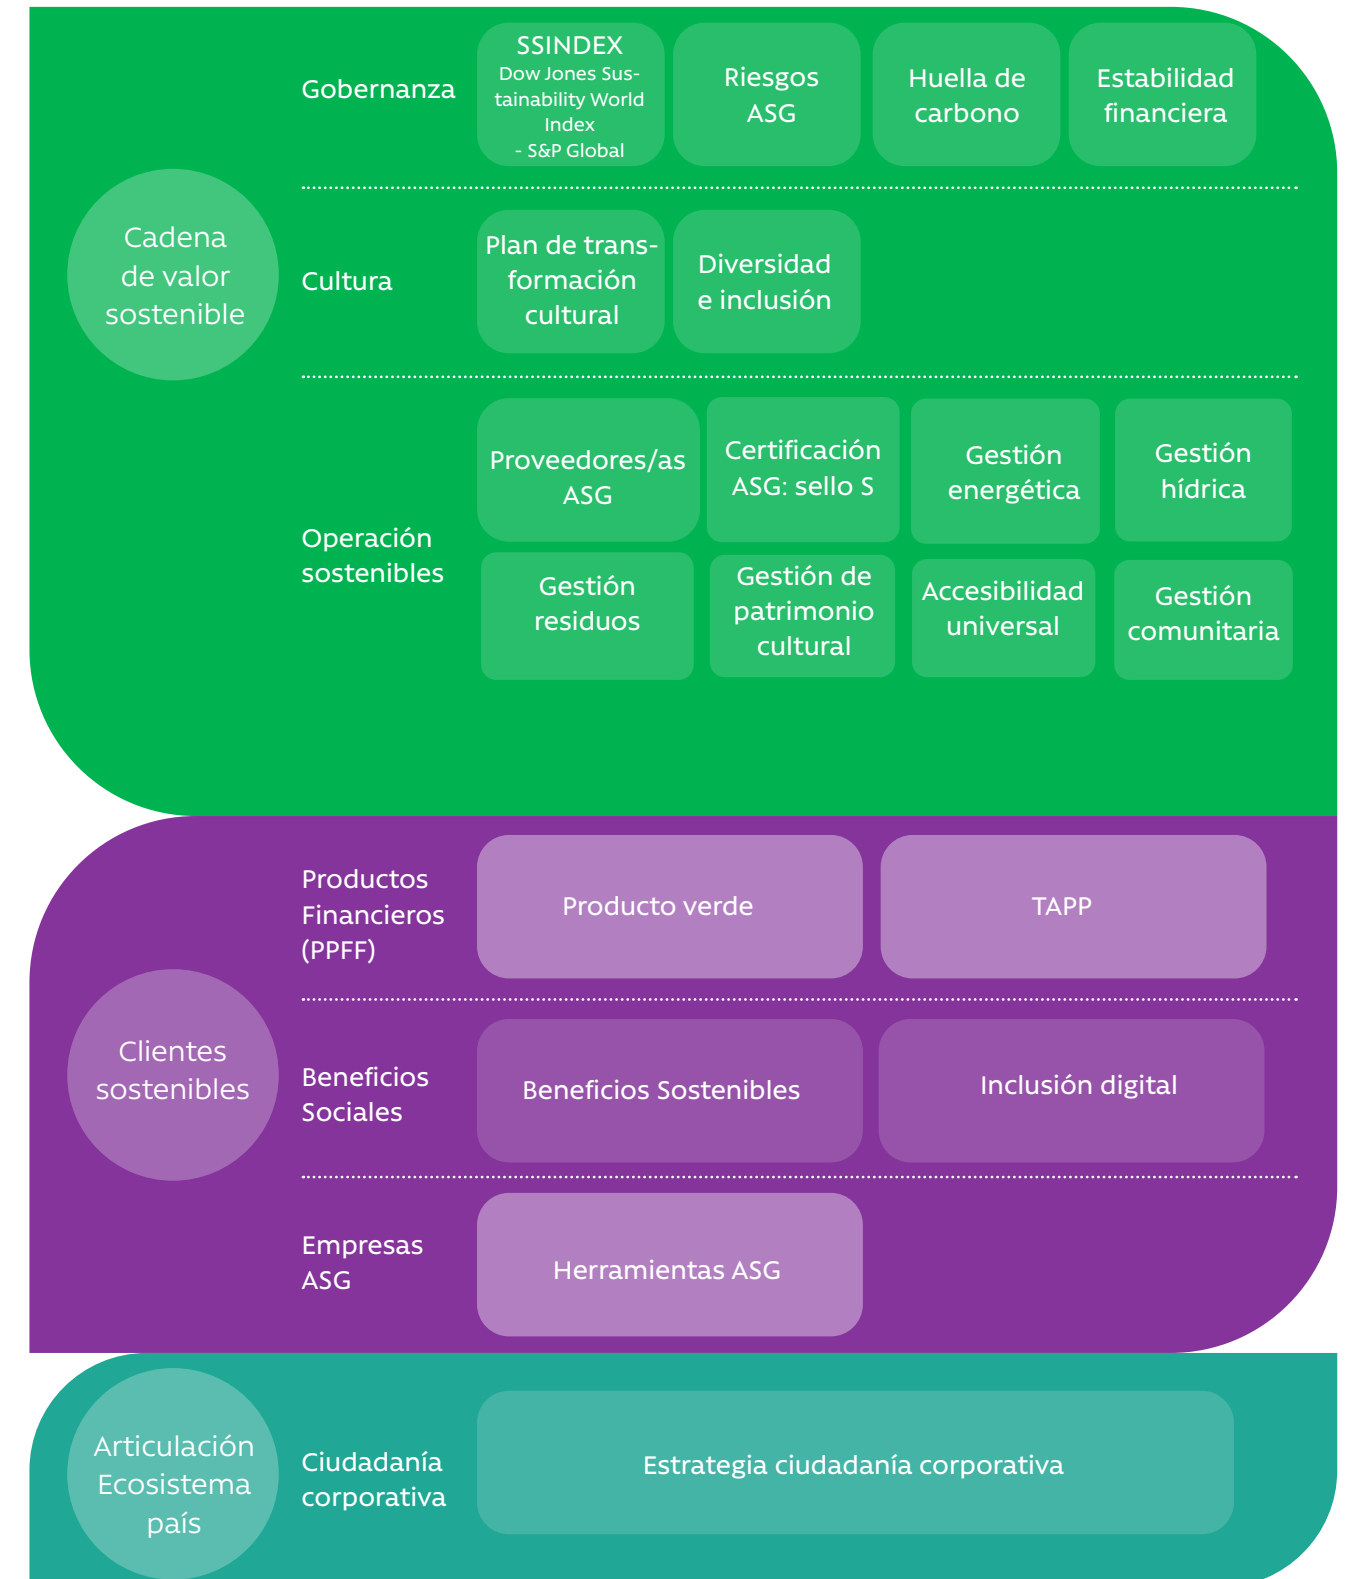 Cadena
de valor
sostenible
Gobernanza
SSINDEX
Dow Jones Sus-
tainability World
Index
- S&P Global
Riesgos
ASG
Huella de
carbono
Estabilidad
financiera
Cultura
Plan de trans-
formación
cultural
Diversidad
e inclusión
Operación
sostenibles
Proveedores/as
ASG
Certificación
ASG: sello S
Gestión
energética
Gestión
hídrica
Gestión
residuos
Gestión de
patrimonio
cultural
Accesibilidad
universal
Gestión
comunitaria
Clientes
sostenibles
Productos
Financieros
(PPFF)
Producto verde
TAPP
Beneficios
Sociales
Beneficios Sostenibles
Inclusión digital
Empresas
ASG
Herramientas ASG
Articulación
Ecosistema
país
Ciudadanía
corporativa
Estrategia ciudadanía corporativa